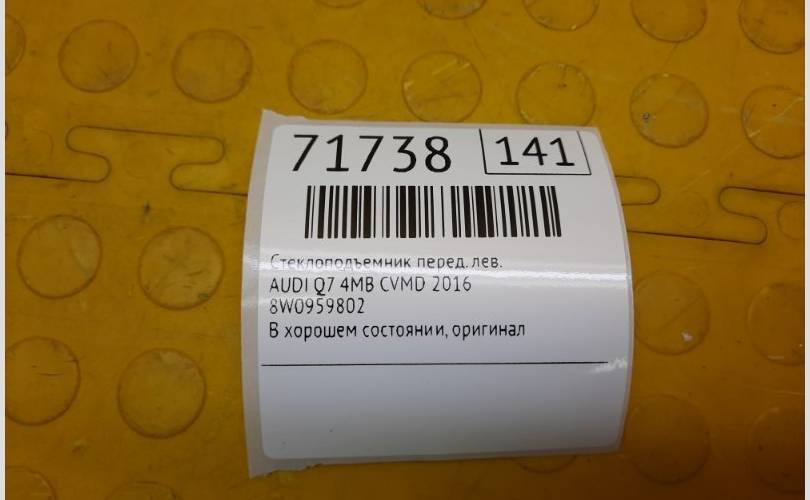 71738 141
Стеклоподъемник перед. лев.
AUDI Q7 4MB CVMD 2016
8W0959802
В хорошем состоянии, оригинал